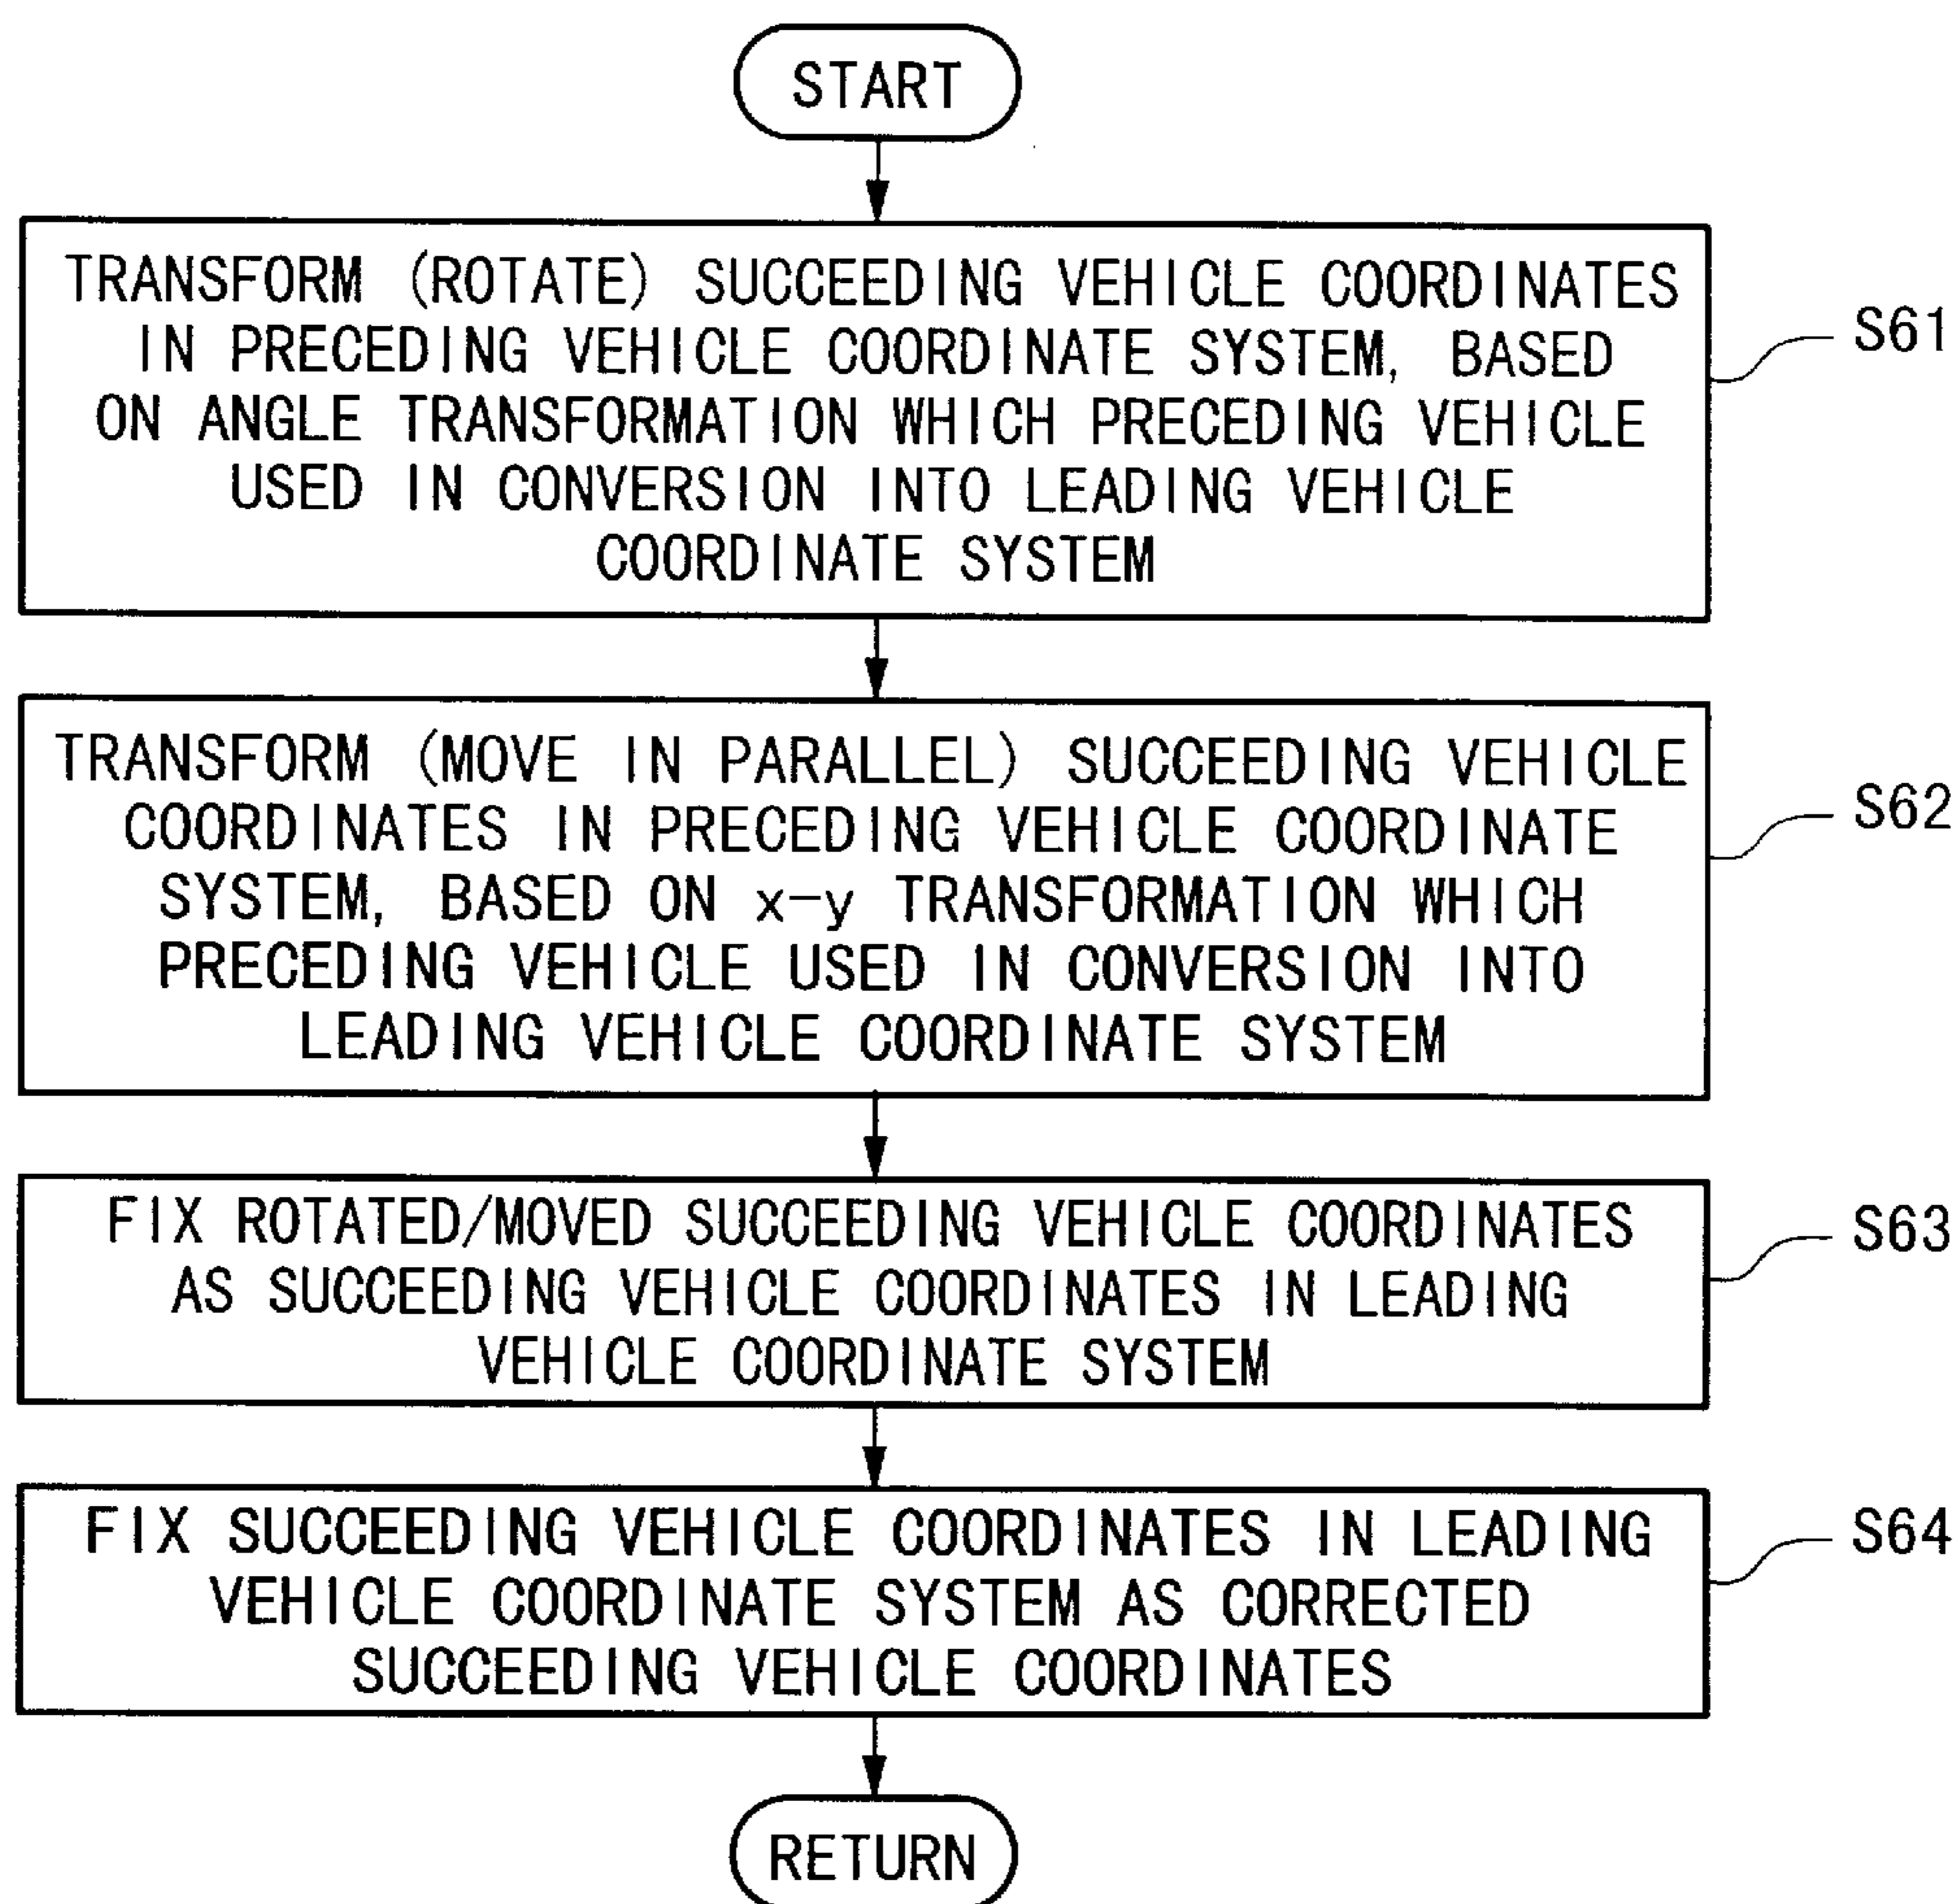 START
TRANSFORM (ROTATE) SUCCEEDING VEHICLE COORDINATES
IN PRECEDING VEHICLE COORDINATE SYSTEM, BASED
ON ANGLE TRANSFORMATION WHICH PRECEDING VEHICLE
USED IN CONVERSION INTO LEADING VEHICLE
COORDINATE SYSTEM
S61
TRANSFORM (MOVE IN PARALLEL) SUCCEEDING VEHICLE
COORDINATES IN PRECEDING VEHICLE COORDINATE
SYSTEM, BASED ON x-y TRANSFORMATION WHICH
PRECEDING VEHICLE USED IN CONVERSION INTO
LEADING VEHICLE COORDINATE SYSTEM
S62
FIX ROTATED/MOVED SUCCEEDING VEHICLE COORDINATES
AS SUCCEEDING VEHICLE COORDINATES IN LEADING
VEHICLE COORDINATE SYSTEM
S63
FIX SUCCEEDING VEHICLE COORDINATES IN LEADING
VEHICLE COORDINATE SYSTEM AS CORRECTED
SUCCEEDING VEHICLE COORDINATES
S64
RETURN